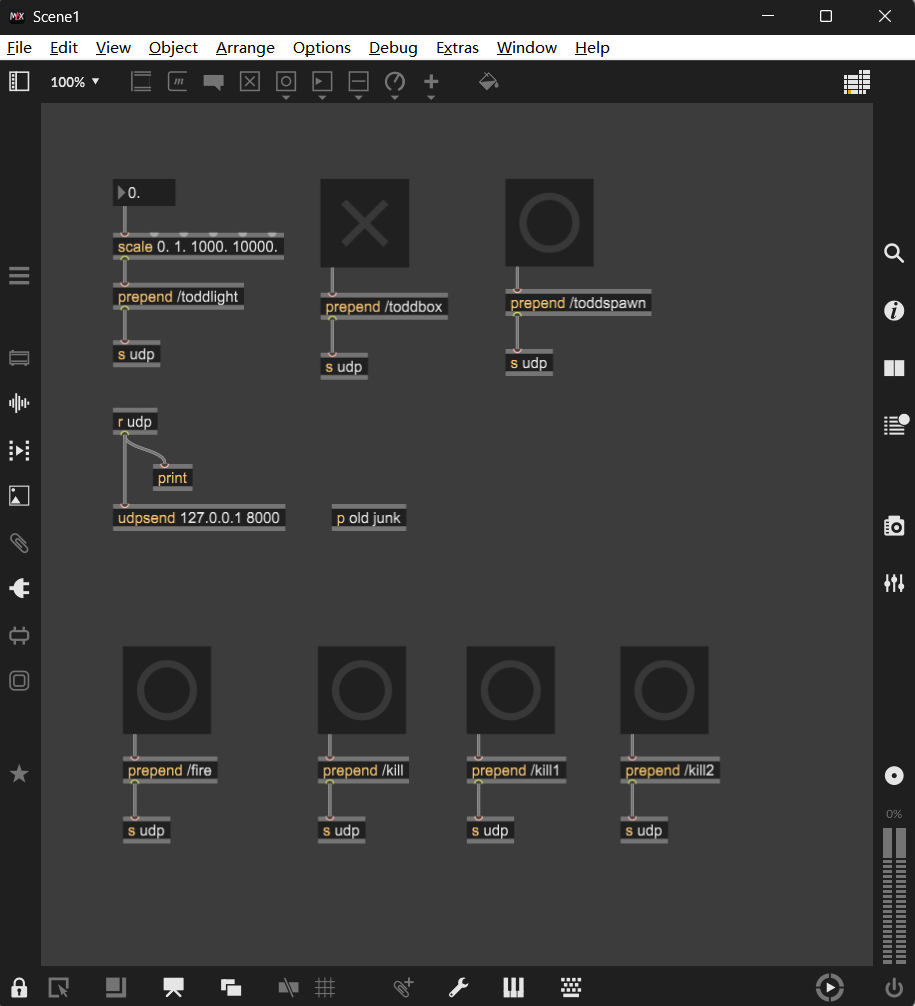 Scene1
File Edit View Object Arrange Options Debug Extras Window Help
100%
0.
scale 0. 1. 1000. 10000.
prepend /toddlight
s udp
prepend /toddbox
s udp
prepend /toddspawn
s udp
r udp
print
udpsend 127.0.0.1 8000
p old junk
prepend /fire
s udp
prepend /kill
s udp
prepend /kill1
s udp
prepend /kill2
s udp
0%